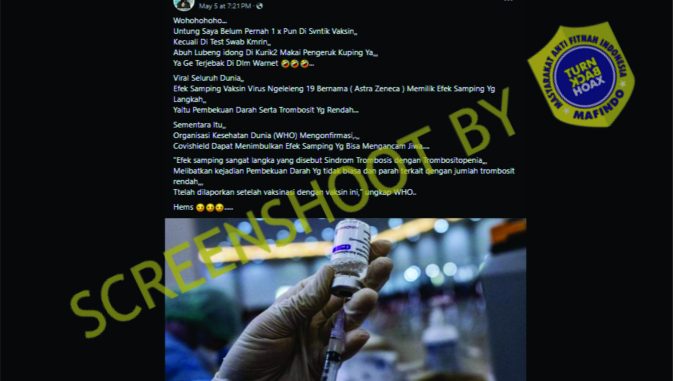 May 5 at 7:21 PM
Wohohohoho...
Untung Saya Belum Pernah 1 x Pun Di Svntik Vaksin,,
Kecuali Di Test Swab Kmrin,
Abuh Lubeng idong Di Kurik2 Makai Pengeruk Kuping Ya,,
Ya Ge Terjebak Di Dlm Warnet 🤣🤣🤣...
Viral Seluruh Dunia,,
Efek Samping Vaksin Virus Ngeleleng 19 Bernama ( Astra Zeneca ) Memilik Efek Samping Yg
Langkah,,
Yaitu Pembekuan Darah Serta Trombosit Yg Rendah...
Sementara Itu,,
Organisasi Kesehatan Dunia (WHO) Mengonfirmasi,,,
Covishield Dapat Menimbulkan Efek Samping Yg Bisa Mengancam Jiwa....
"Efek samping sangat langka yang disebut Sindrom Trombosis dengan Trombositopenia,,
Melibatkan kejadian Pembekuan Darah Yg tidak biasa dan parah terkait dengan jumlah trombosit
rendah,,,
Ttelah dilaporkan setelah vaksinasi dengan vaksin ini," ungkap WHO..
Hems 😏😏😏.....
SCREENSHOOT BY
MASYARAKAT ANTI FITNAH INDONESIA
TURN
BACK
HOAX
MAFINDO